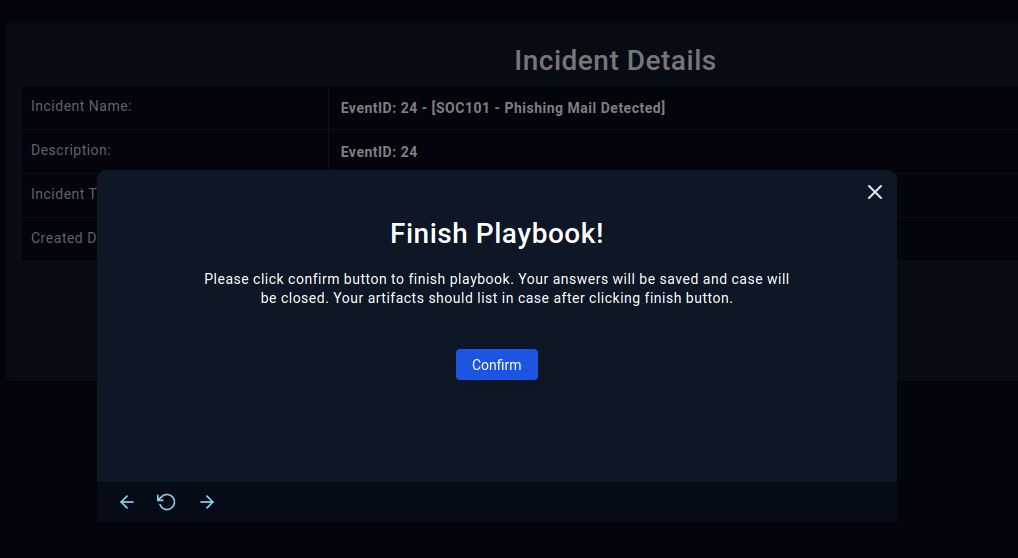 Incident Details
Incident Name:
EventID: 24 - [SOC101 - Phishing Mail Detected]
Description:
EventID: 24
Incident T
Created D
Finish Playbook!
Please click confirm button to finish playbook. Your answers will be saved and case will
be closed. Your artifacts should list in case after clicking finish button.
Confirm